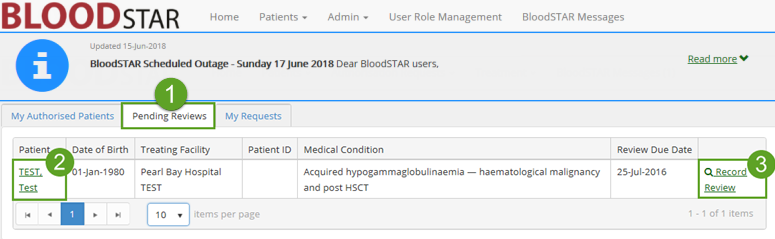 BLOODSTAR Home Patients Admin User Role Management BloodSTAR Messages
Updated 15-Jun-2018
BloodSTAR Scheduled Outage - Sunday 17 June 2018 Dear BloodSTAR users,
Read more
1
My Authorised Patients Pending Reviews My Requests
Patient Date of Birth Treating Facility Patient ID Medical Condition Review Due Date
2
3
TEST, 01-Jan-1980 Pearl Bay Hospital Acquired hypogammaglobulinaemia — haematological malignancy 25-Jul-2016 Record
Test TEST and post HSCT Review
1 10 items per page 1 - 1 of 1 items